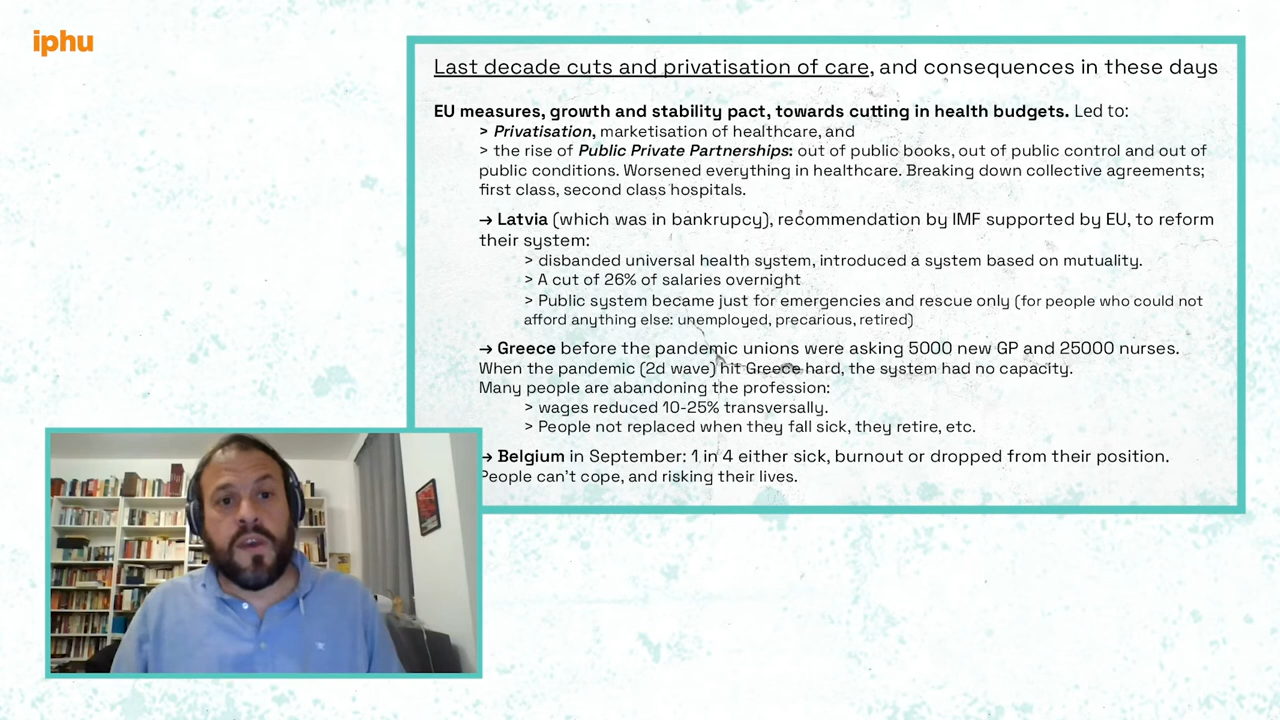 iphu
Last decade cuts and privatisation of care, and consequences in these days
EU measures, growth and stability pact, towards cutting in health budgets. Led to:
> Privatisation, marketisation of healthcare, and
> the rise of Public Private Partnerships: out of public books, out of public control and out of
public conditions. Worsened everything in healthcare. Breaking down collective agreements;
first class, second class hospitals.
→ Latvia (which was in bankrupcy), recommendation by IMF supported by EU, to reform
their system:
> disbanded universal health system, introduced a system based on mutuality.
> A cut of 26% of salaries overnight
> Public system became just for emergencies and rescue only (for people who could not
afford anything else: unemployed, precarious, retired)
→ Greece before the pandemic unions were asking 5000 new GP and 25000 nurses.
When the pandemic (2d wave) hit Greece hard, the system had no capacity.
Many people are abandoning the profession:
> wages reduced 10-25% transversally.
> People not replaced when they fall sick, they retire, etc.
→ Belgium in September: 1 in 4 either sick, burnout or dropped from their position.
People can't cope, and risking their lives.